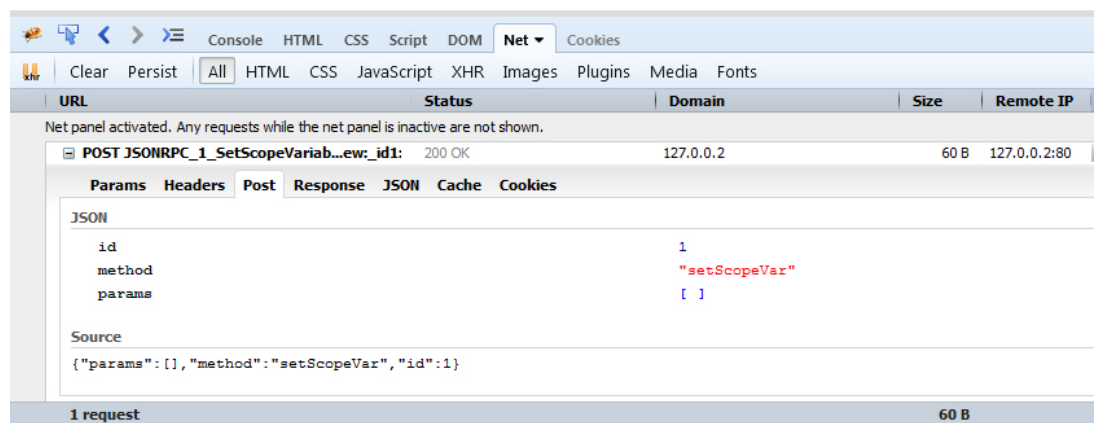 Console HTML CSS Script DOM Net Cookies
xhr Clear Persist All HTML CSS JavaScript XHR Images Plugins Media Fonts
URL Status Domain Size Remote IP
Net panel activated. Any requests while the net panel is inactive are not shown.
POST JSONRPC_1_SetScopeVariab...ew:_id1: 200 OK 127.0.0.2 60 B 127.0.0.2:80
Params Headers Post Response JSON Cache Cookies
JSON
id 1
method "setScopeVar"
params [ ]
Source
{"params":[],"method":"setScopeVar","id":1}
1 request 60 B